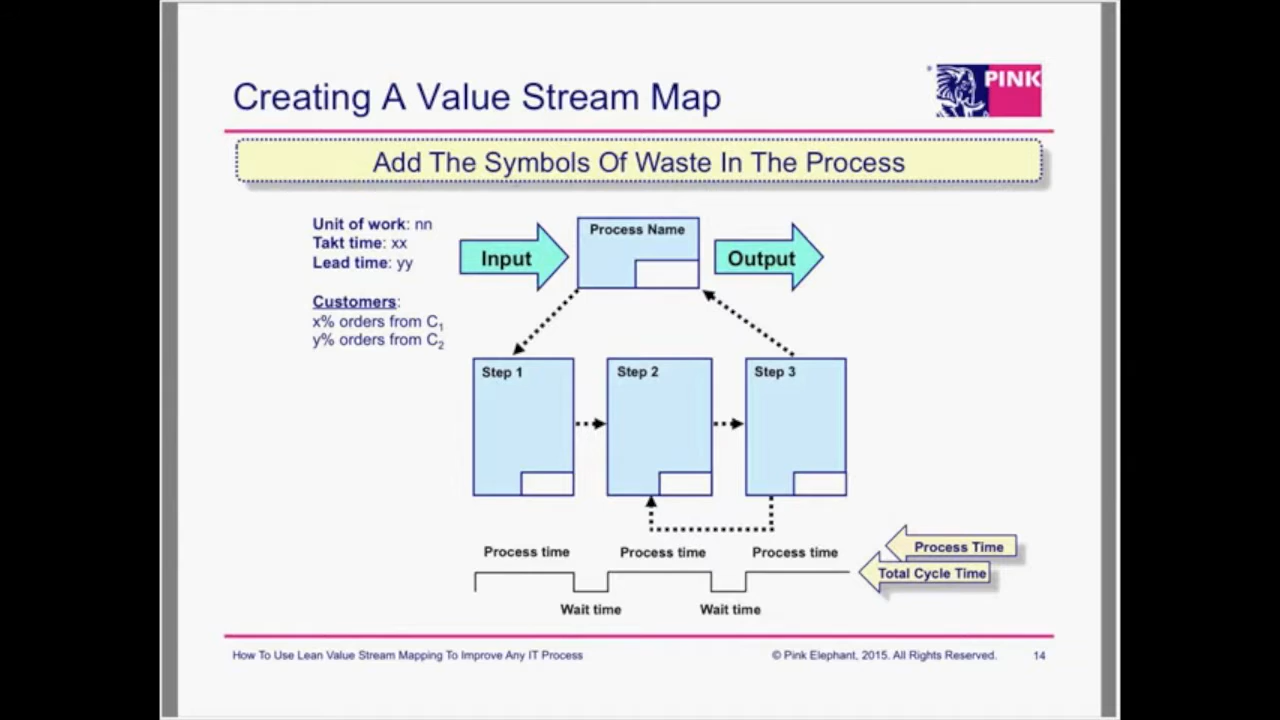 Creating A Value Stream Map
PINK
Add The Symbols Of Waste In The Process
Unit of work: nn
Takt time: xx
Lead time: yy
Customers:
x% orders from C₁
y% orders from C₂
Input
Process Name
Output
Step 1
Step 2
Step 3
Process time
Process time
Process time
Wait time
Wait time
Process Time
Total Cycle Time
How To Use Lean Value Stream Mapping To Improve Any IT Process
© Pink Elephant, 2015. All Rights Reserved.
14